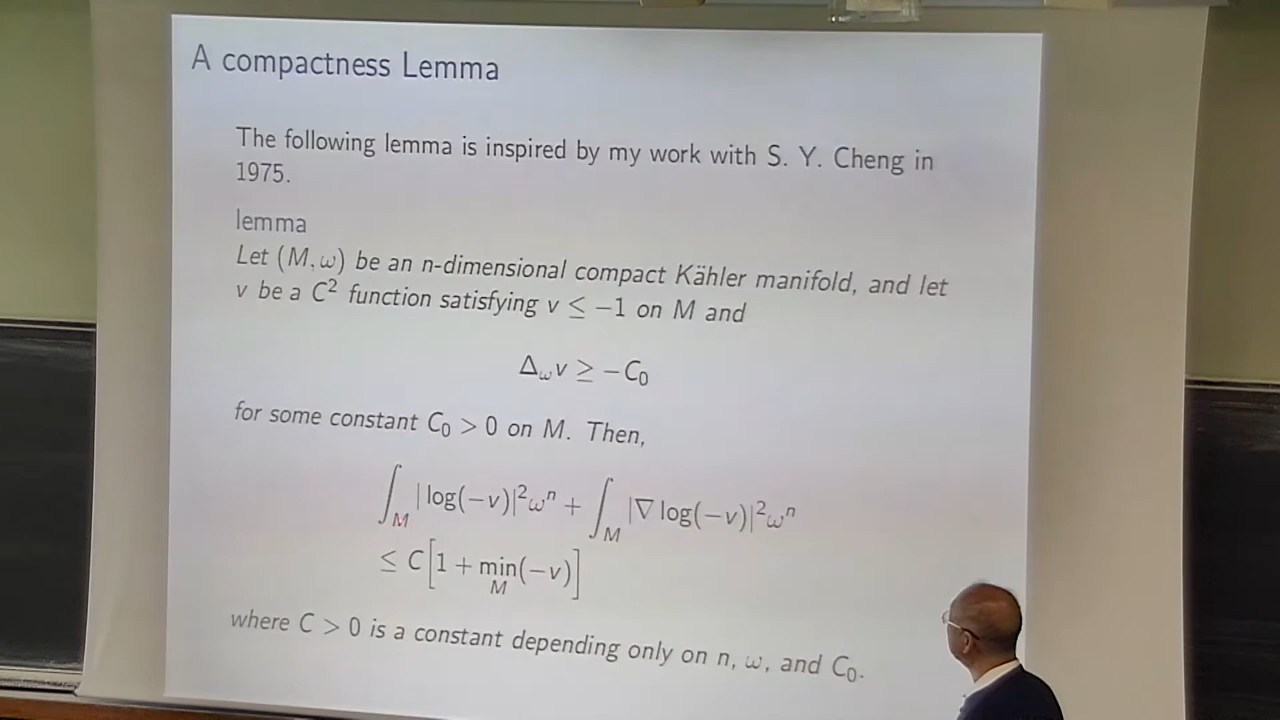 A compactness Lemma
The following lemma is inspired by my work with S. Y. Cheng in
1975.
lemma
Let (M, ω) be an n-dimensional compact Kähler manifold, and let
v be a C² function satisfying v ≤ −1 on M and
Δ_ω v ≥ −C₀
for some constant C₀ > 0 on M. Then,
∫_M |log(−v)|²ωⁿ + ∫_M |∇ log(−v)|²ωⁿ
≤ C[1 + min_M(−v)]
where C > 0 is a constant depending only on n, ω, and C₀.